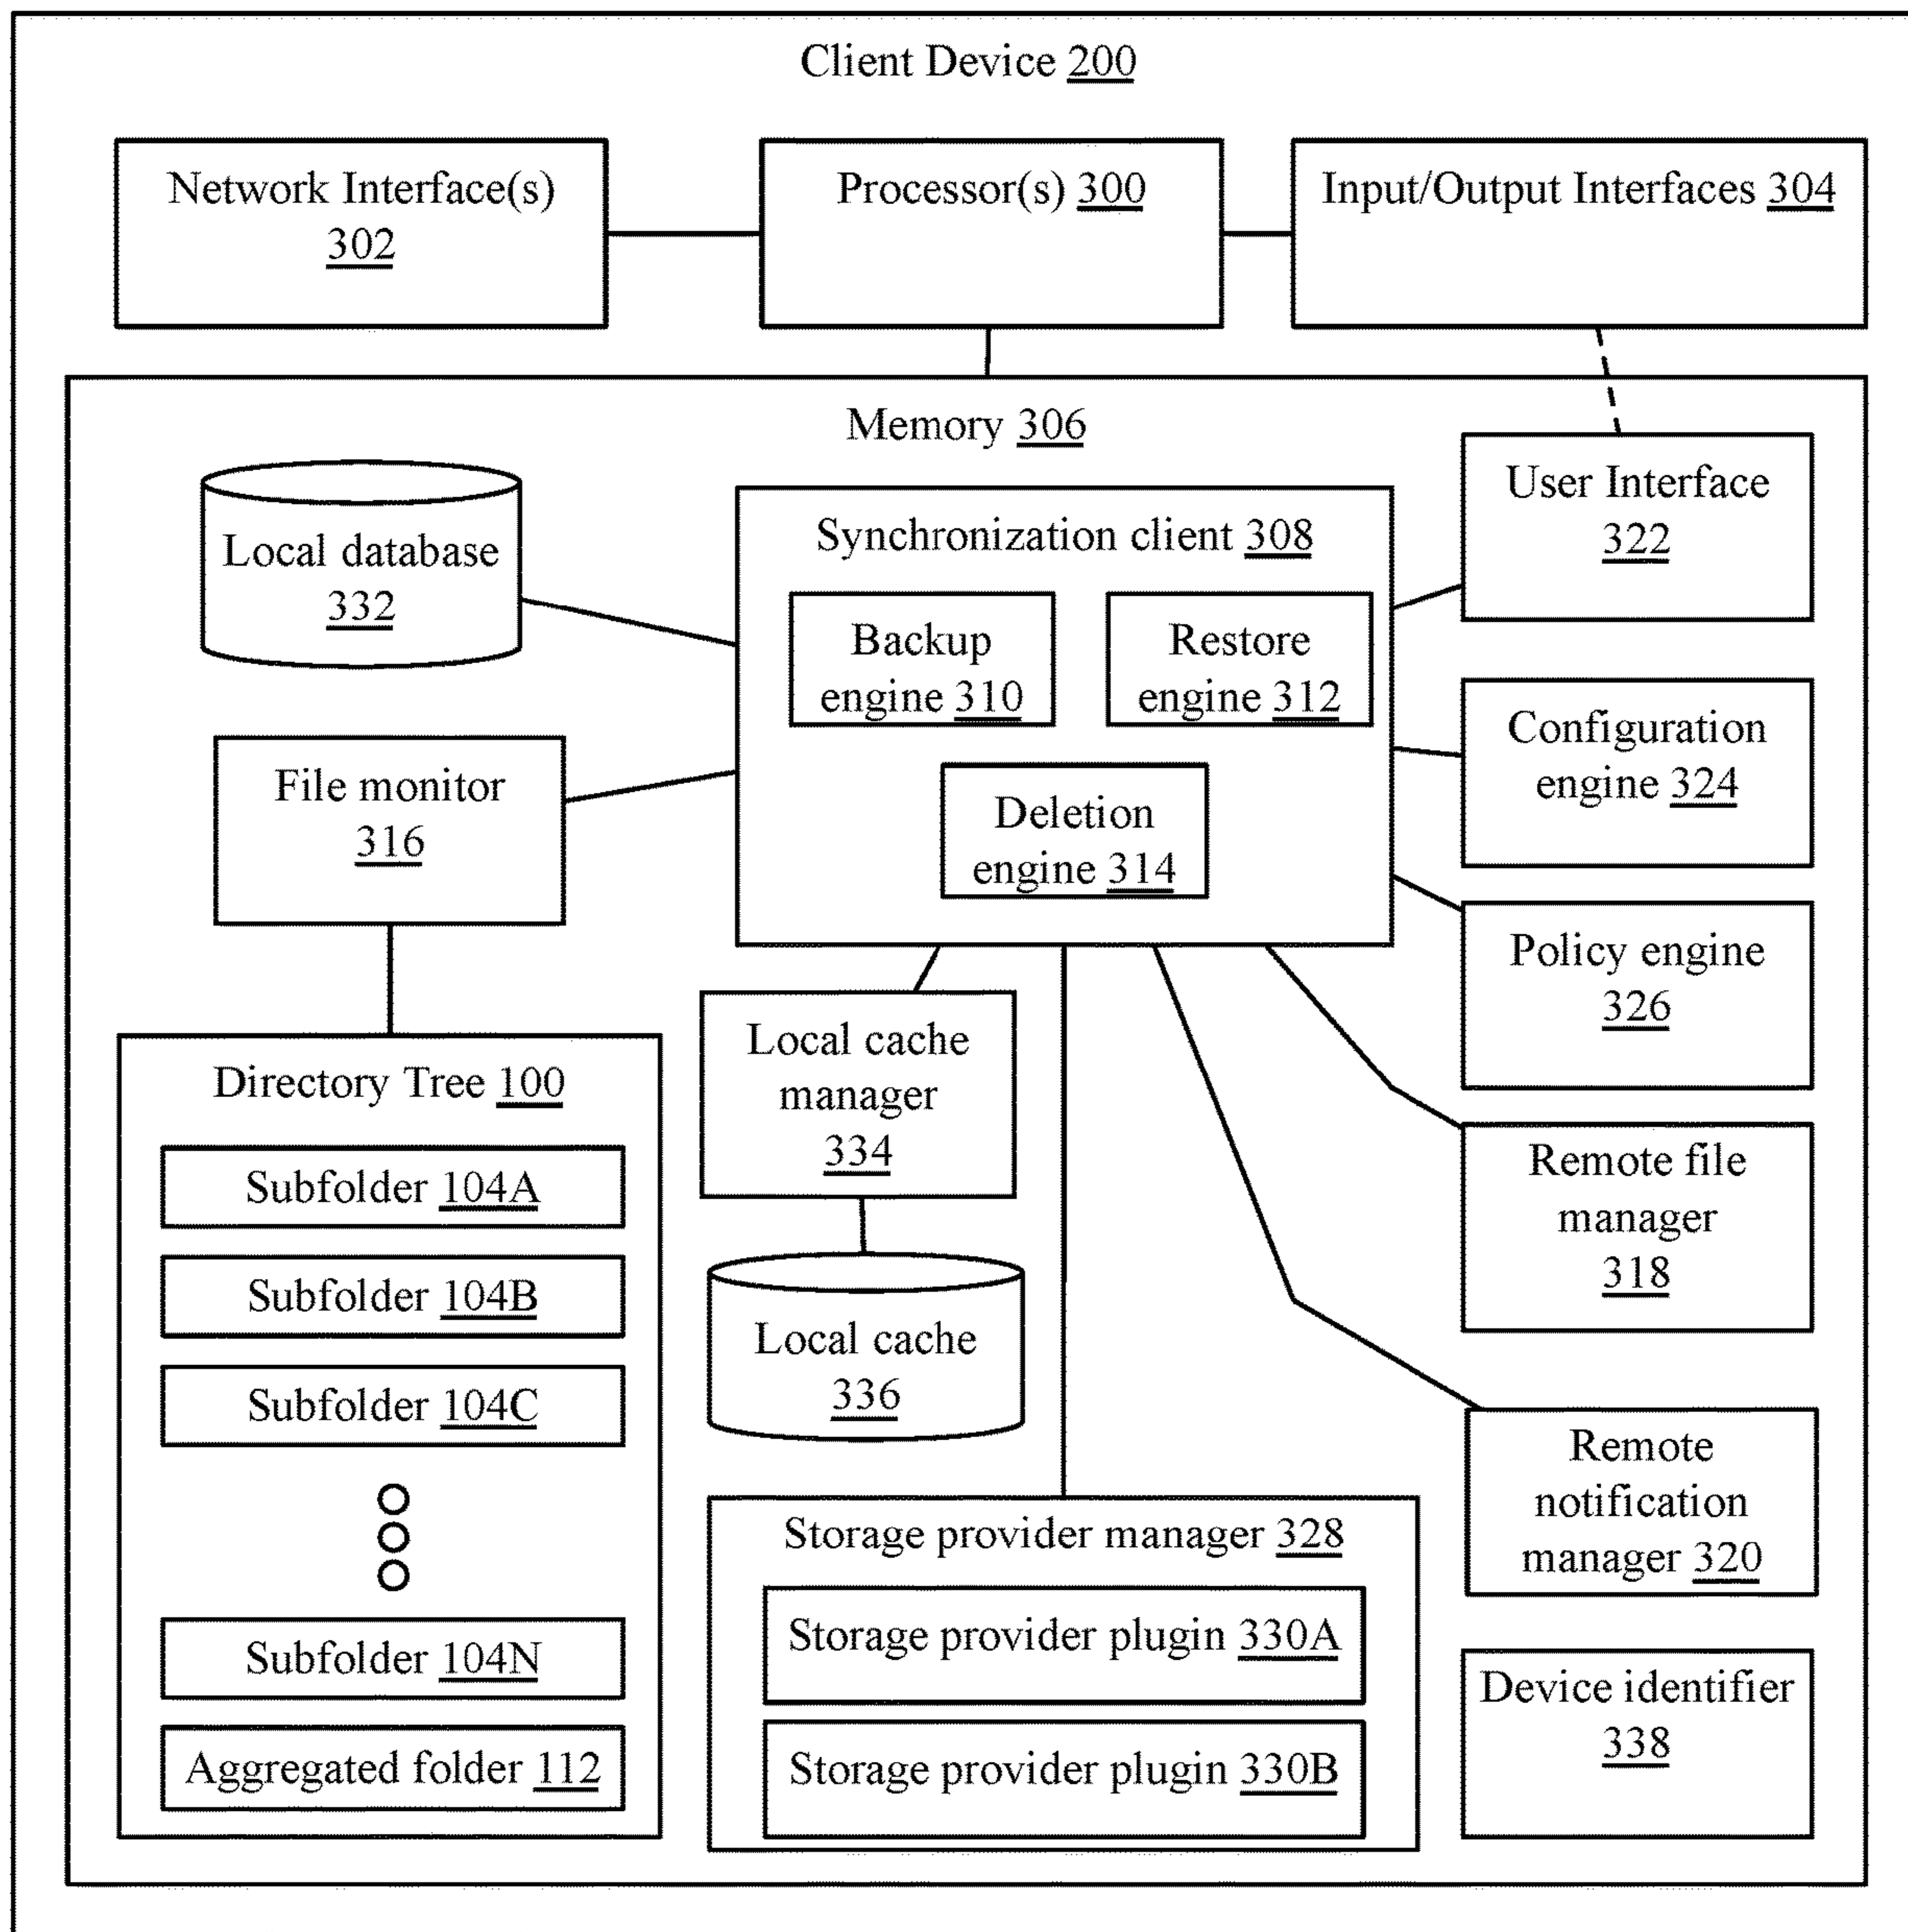 Client Device 200
Network Interface(s)
302
Processor(s) 300
Input/Output Interfaces 304
Memory 306
Local database
332
Synchronization client 308
Backup
engine 310
Restore
engine 312
Deletion
engine 314
User Interface
322
Configuration
engine 324
Policy engine
326
File monitor
316
Directory Tree 100
Subfolder 104A
Subfolder 104B
Subfolder 104C
Subfolder 104N
Aggregated folder 112
Local cache
manager
334
Local cache
336
Remote file
manager
318
Remote
notification
manager 320
Storage provider manager 328
Storage provider plugin 330A
Storage provider plugin 330B
Device identifier
338